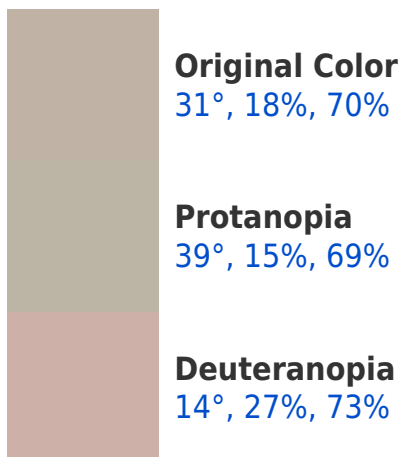 Original Color
31°, 18%, 70%
Protanopia
39°, 15%, 69%
Deuteranopia
14°, 27%, 73%